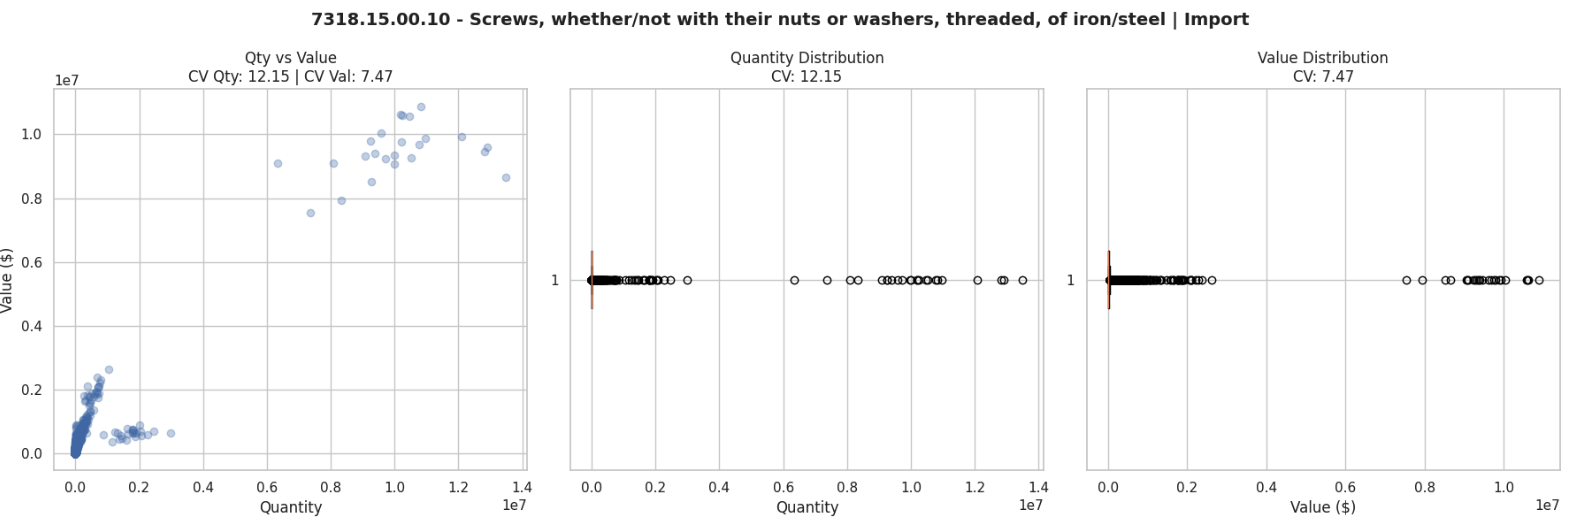 7318.15.00.10 - Screws, whether/not with their nuts or washers, threaded, of iron/steel | Import
Qty vs Value
CV Qty: 12.15 | CV Val: 7.47
1e7
1.0
0.8
0.6
0.4
0.2
0.0
Value ($)
0.0 0.2 0.4 0.6 0.8 1.0 1.2 1.4
1e7
Quantity
Quantity Distribution
CV: 12.15
1
0.0 0.2 0.4 0.6 0.8 1.0 1.2 1.4
1e7
Quantity
Value Distribution
CV: 7.47
1
0.0 0.2 0.4 0.6 0.8 1.0
1e7
Value ($)